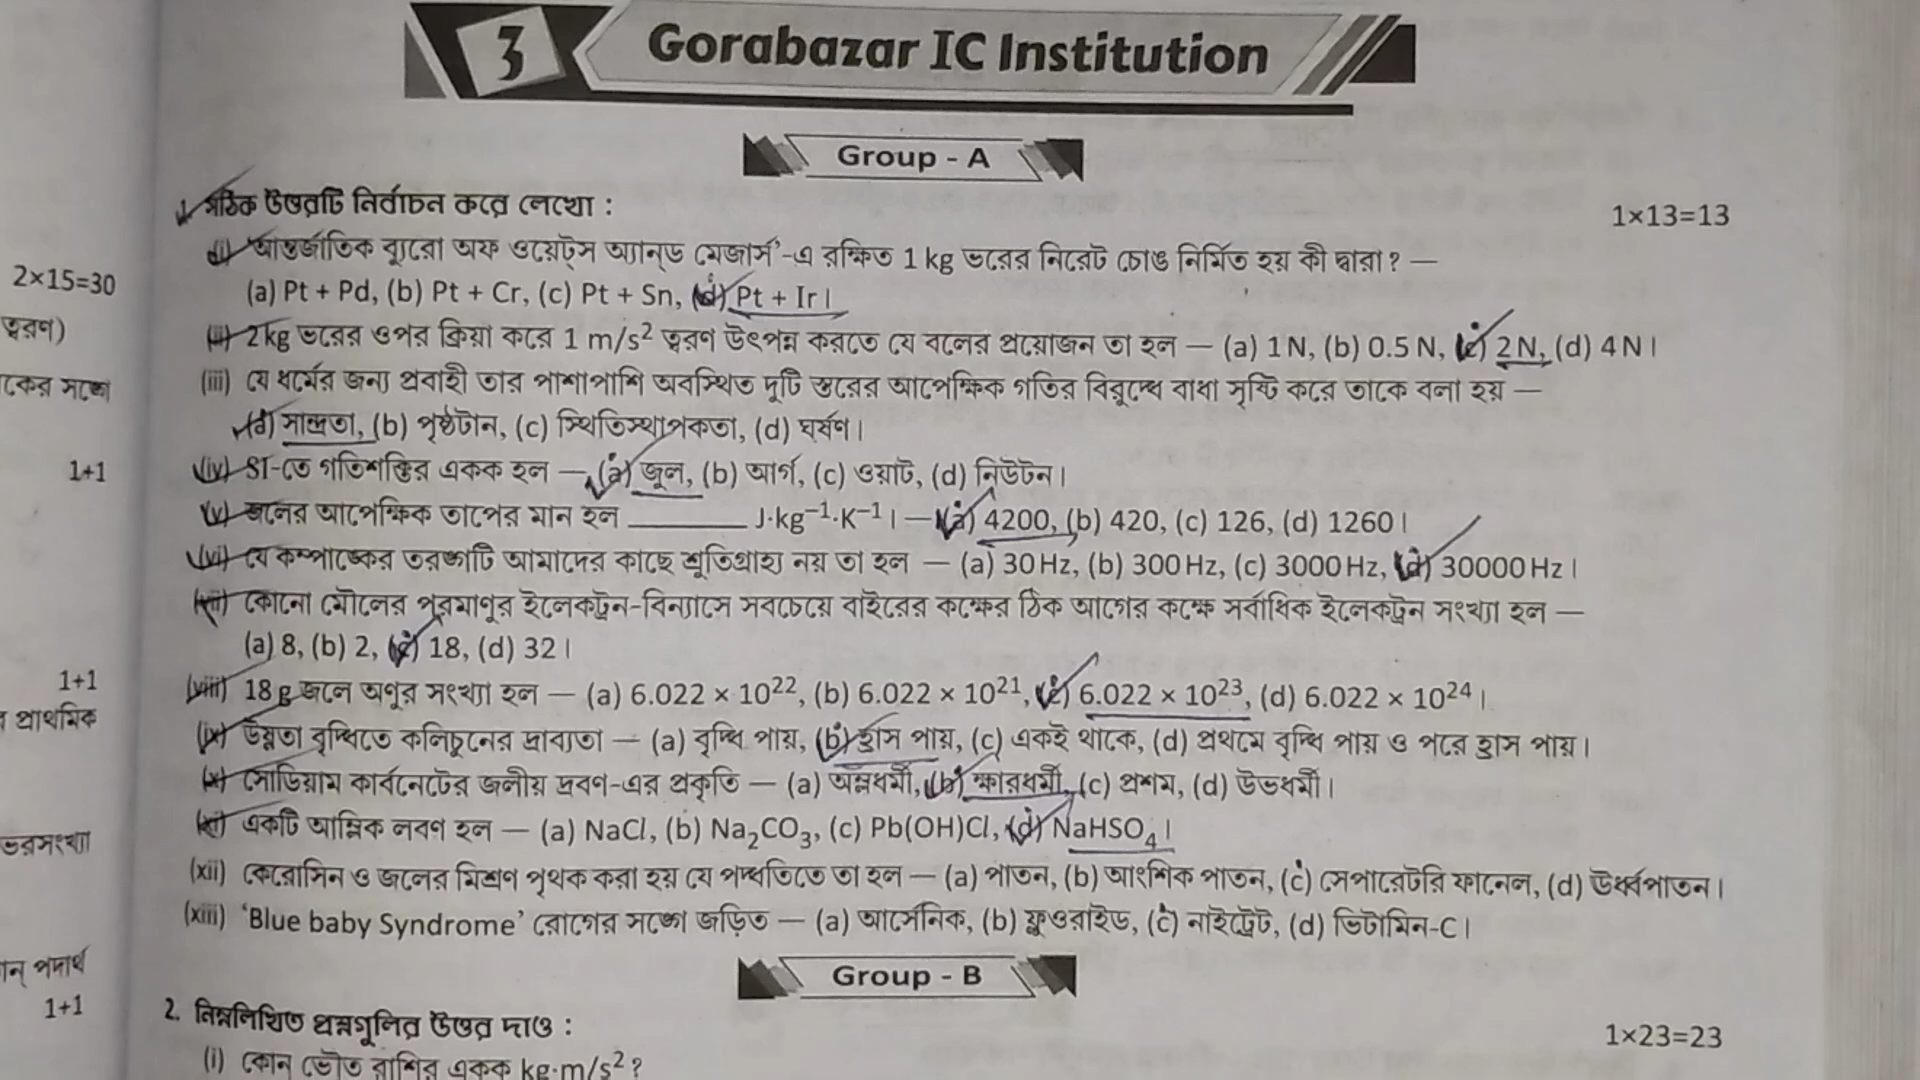 3 Gorabazar IC Institution
Group - A
1. সঠিক উত্তরটি নির্বাচন করে লেখো : 1×13=13
(i) 'আন্তর্জাতিক ব্যুরো অফ ওয়েট্‌স অ্যান্ড মেজার্স'-এ রক্ষিত 1 kg ভরের নিরেট চোঙ নির্মিত হয় কী দ্বারা? —
(a) Pt + Pd, (b) Pt + Cr, (c) Pt + Sn, (d) Pt + Ir।
(ii) 2kg ভরের ওপর ক্রিয়া করে 1 m/s² ত্বরণ উৎপন্ন করতে যে বলের প্রয়োজন তা হল — (a) 1 N, (b) 0.5 N, (c) 2 N, (d) 4 N।
(iii) যে ধর্মের জন্য প্রবাহী তার পাশাপাশি অবস্থিত দুটি স্তরের আপেক্ষিক গতির বিরুদ্ধে বাধা সৃষ্টি করে তাকে বলা হয় —
(a) সান্দ্রতা, (b) পৃষ্ঠটান, (c) স্থিতিস্থাপকতা, (d) ঘর্ষণ।
(iv) SI-তে গতিশক্তির একক হল — (a) জুল, (b) আর্গ, (c) ওয়াট, (d) নিউটন।
(v) জলের আপেক্ষিক তাপের মান হল ________ J·kg⁻¹·K⁻¹। — (a) 4200, (b) 420, (c) 126, (d) 1260।
(vi) যে কম্পাঙ্কের তরঙ্গটি আমাদের কাছে শ্রুতিগ্রাহ্য নয় তা হল — (a) 30 Hz, (b) 300 Hz, (c) 3000 Hz, (d) 30000 Hz।
(vii) কোনো মৌলের পরমাণুর ইলেকট্রন-বিন্যাসে সবচেয়ে বাইরের কক্ষের ঠিক আগের কক্ষে সর্বাধিক ইলেকট্রন সংখ্যা হল —
(a) 8, (b) 2, (c) 18, (d) 32।
(viii) 18 g জলে অণুর সংখ্যা হল — (a) 6.022 × 10²², (b) 6.022 × 10²¹, (c) 6.022 × 10²³, (d) 6.022 × 10²⁴।
(ix) উষ্ণতা বৃদ্ধিতে কলিচুনের দ্রাব্যতা — (a) বৃদ্ধি পায়, (b) হ্রাস পায়, (c) একই থাকে, (d) প্রথমে বৃদ্ধি পায় ও পরে হ্রাস পায়।
(x) সোডিয়াম কার্বনেটের জলীয় দ্রবণ-এর প্রকৃতি — (a) অম্লধর্মী, (b) ক্ষারধর্মী, (c) প্রশম, (d) উভধর্মী।
(xi) একটি আম্লিক লবণ হল — (a) NaCl, (b) Na₂CO₃, (c) Pb(OH)Cl, (d) NaHSO₄।
(xii) কেরোসিন ও জলের মিশ্রণ পৃথক করা হয় যে পদ্ধতিতে তা হল — (a) পাতন, (b) আংশিক পাতন, (c) সেপারেটরি ফানেল, (d) ঊর্ধ্বপাতন।
(xiii) 'Blue baby Syndrome' রোগের সঙ্গে জড়িত — (a) আর্সেনিক, (b) ফ্লুওরাইড, (c) নাইট্রেট, (d) ভিটামিন-C।
Group - B
2. নিম্নলিখিত প্রশ্নগুলির উত্তর দাও : 1×23=23
(i) কোন ভৌত রাশির একক kg·m/s²?
2×15=30
ত্বরণ)
কের সঙ্গে
1+1
1+1
প্রাথমিক
ভরসংখ্যা
পদার্থ
1+1